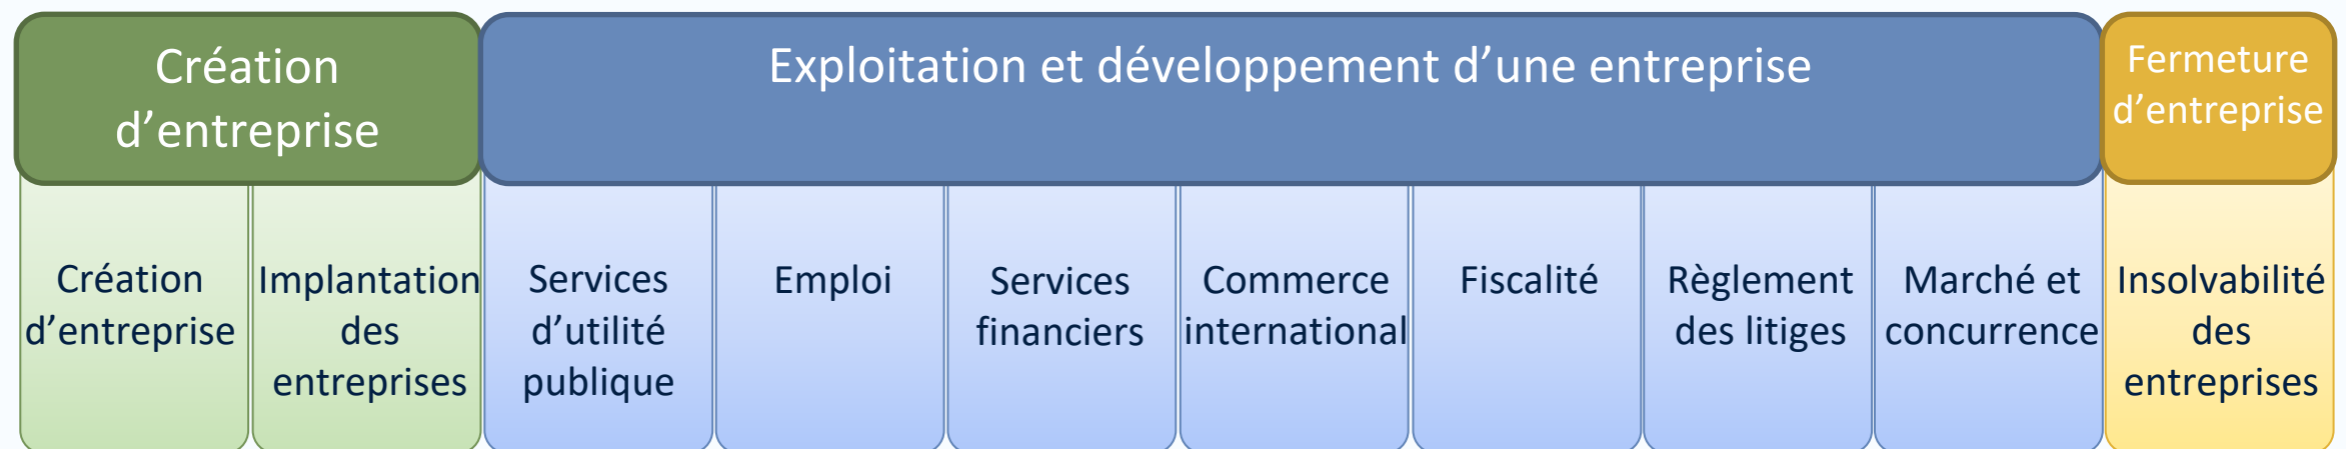 Création
d’entreprise
Exploitation et développement d’une entreprise
Fermeture
d’entreprise
Création
d’entreprise
Implantation
des
entreprises
Services
d’utilité
publique
Emploi
Services
financiers
Commerce
international
Fiscalité
Règlement
des litiges
Marché et
concurrence
Insolvabilité
des
entreprises